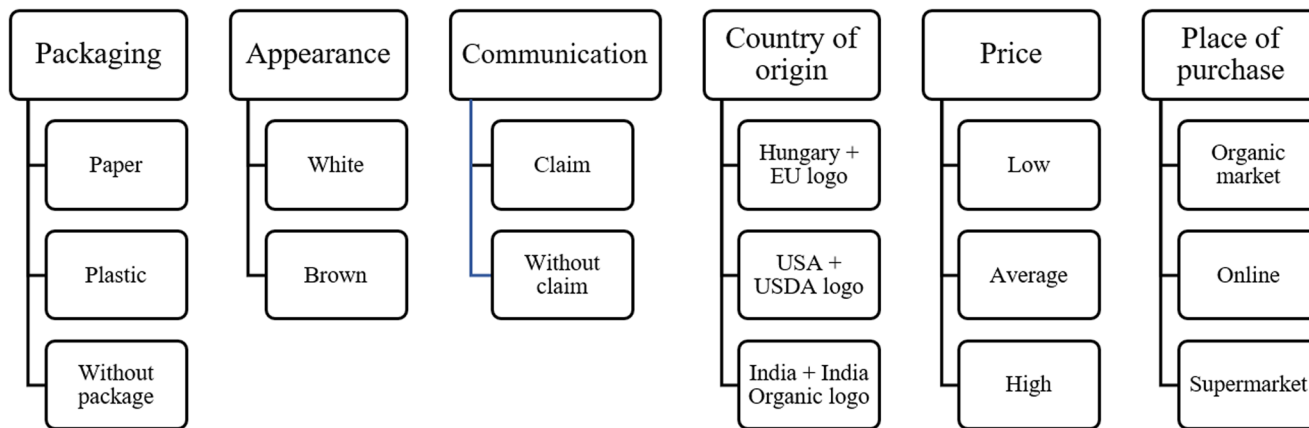 Packaging
Paper
Plastic
Without
package
Appearance
White
Brown
Communication
Claim
Without
claim
Country of
origin
Hungary +
EU logo
USA +
USDA logo
India + India
Organic logo
Price
Low
Average
High
Place of
purchase
Organic
market
Online
Supermarket